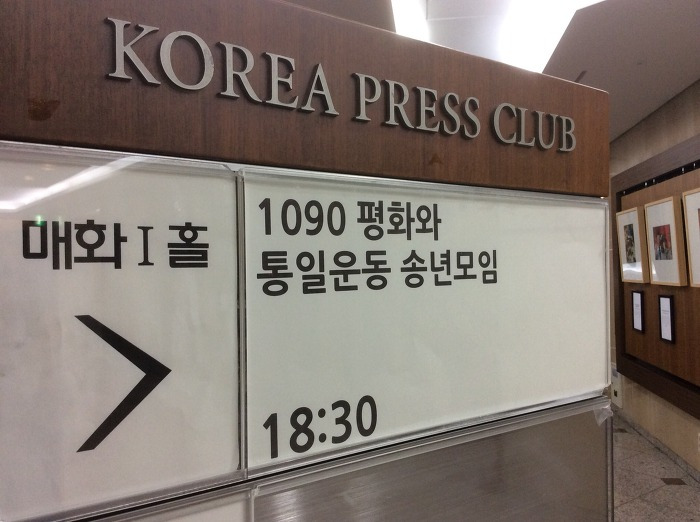 KOREA PRESS CLUB
매화 I 홀
1090 평화와
통일운동 송년모임
18:30